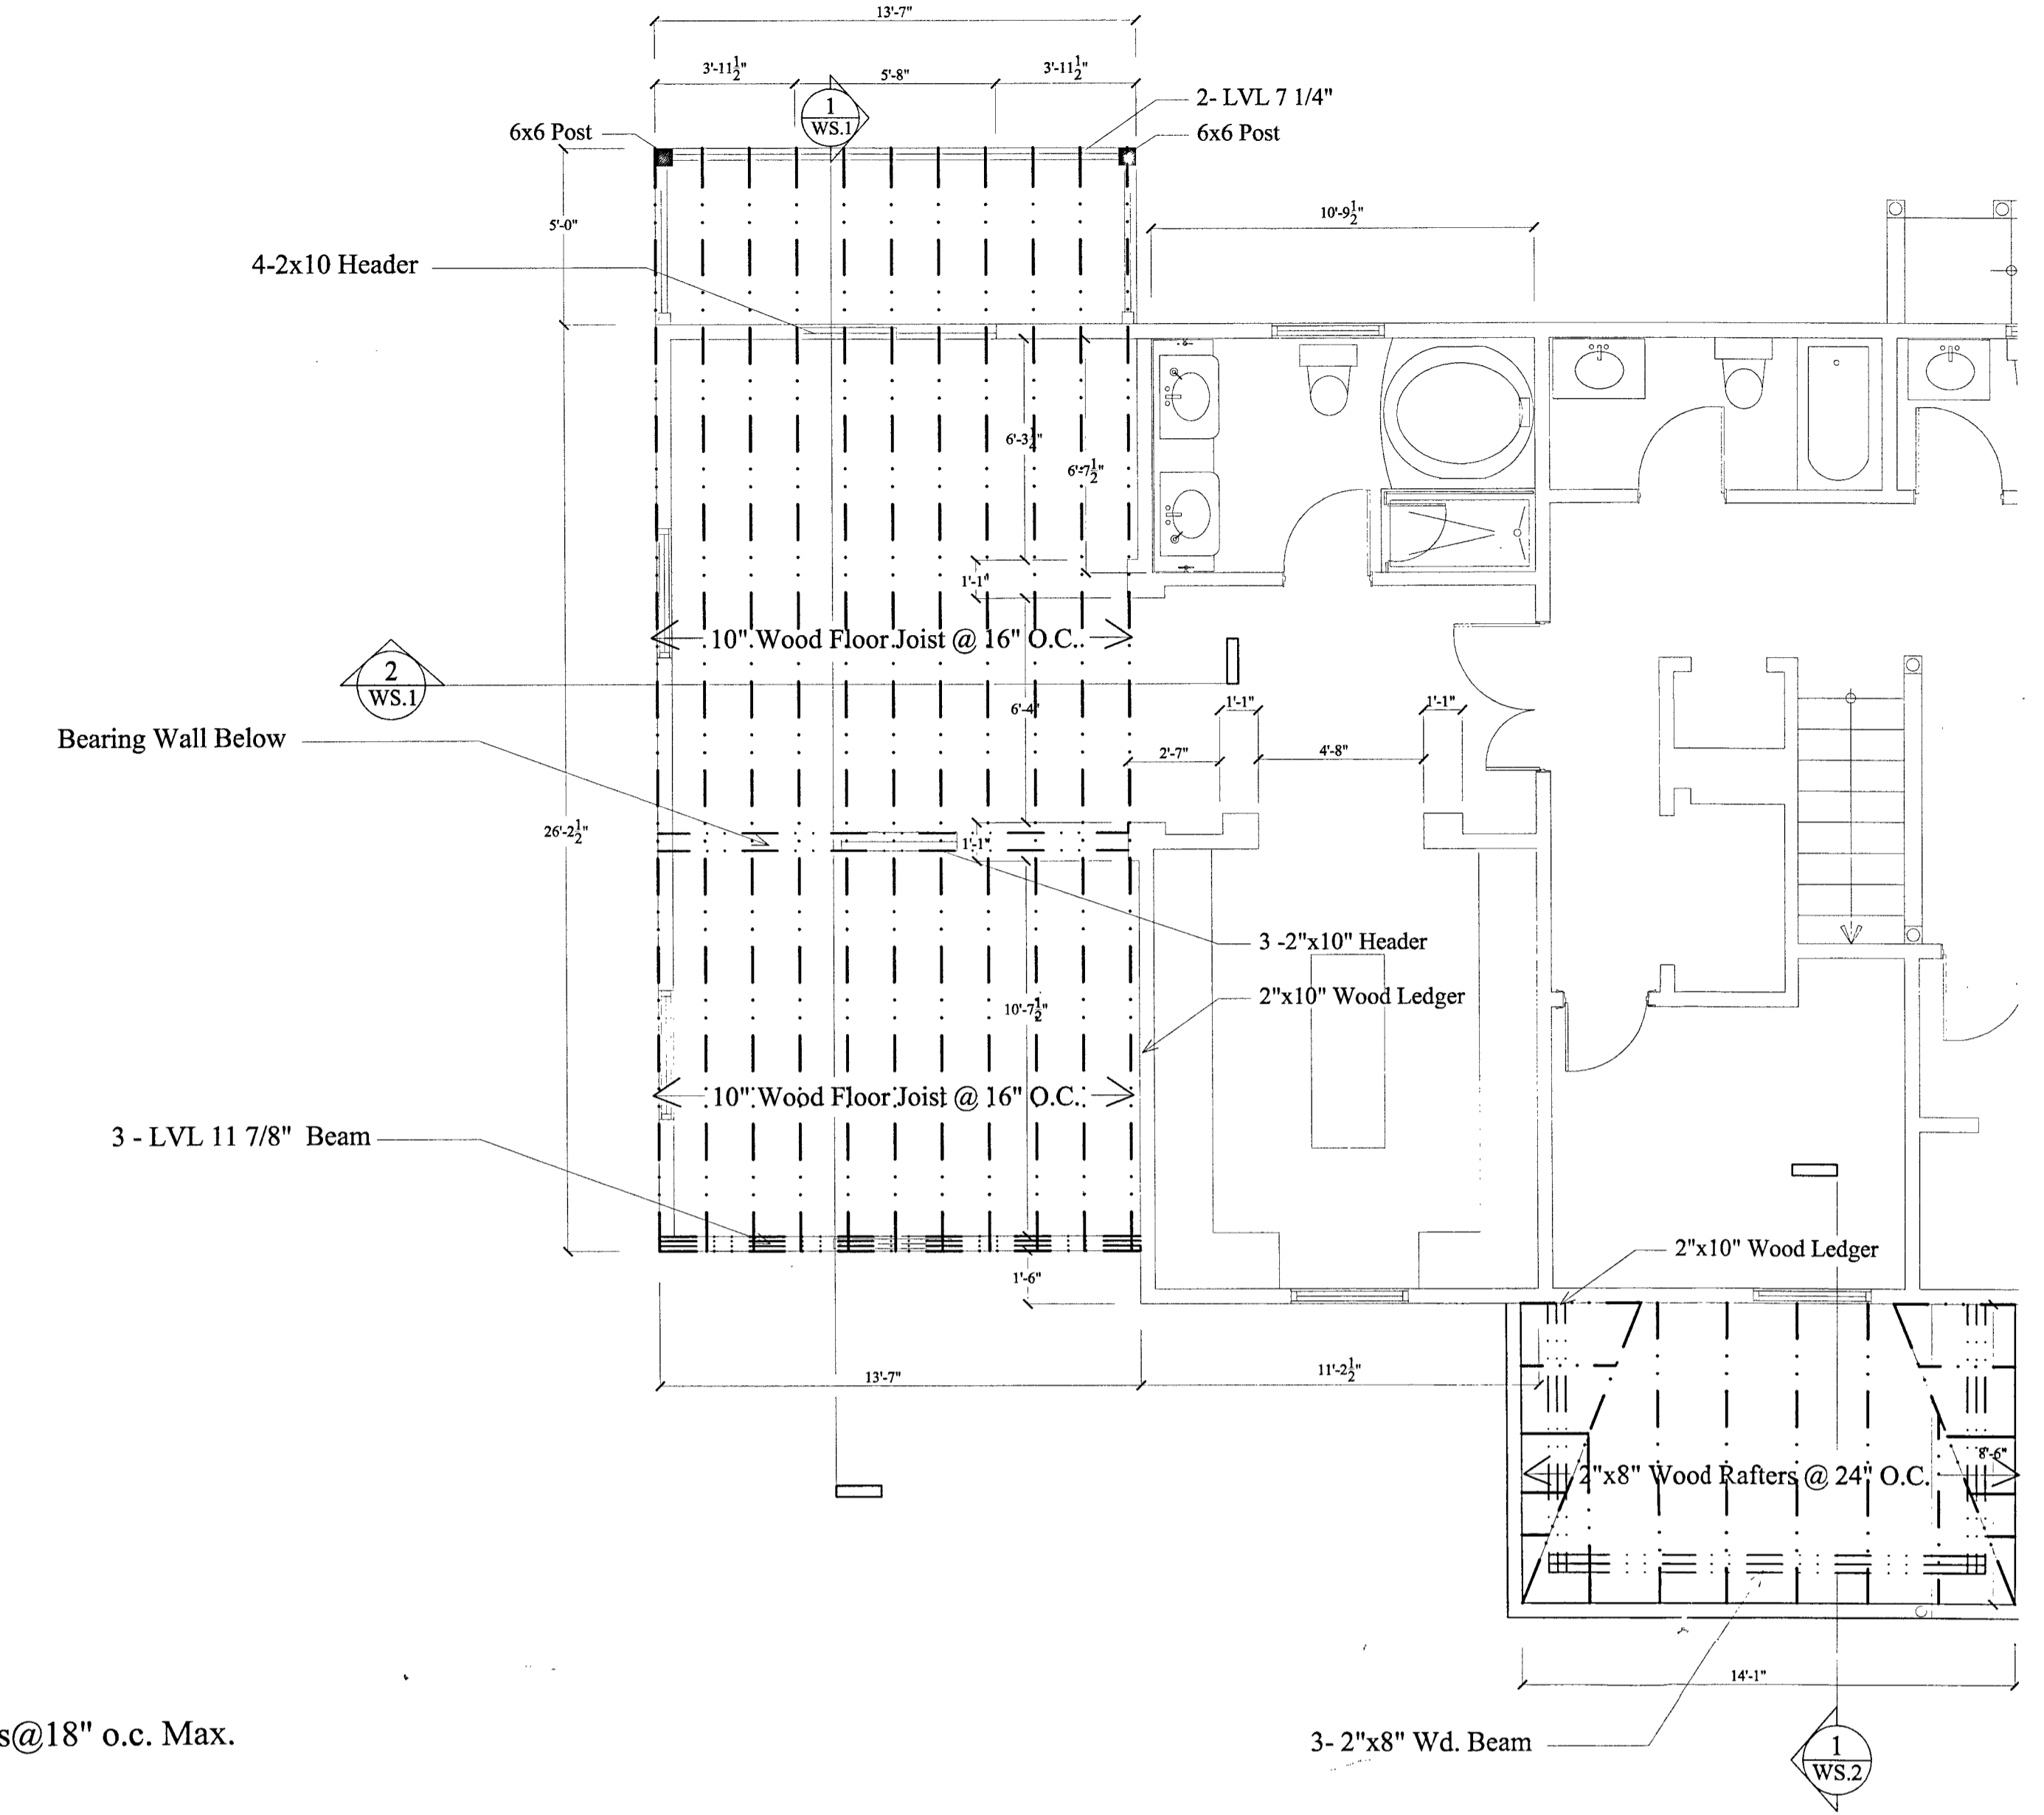 13'-7"
3'-11 1/2" 5'-8" 3'-11 1/2"
2- LVL 7 1/4"
1
WS.1
6x6 Post
6x6 Post
10'-9 1/2"
5'-0"
4-2x10 Header
6'-3 1/2"
6'-7 1/2"
1'-1"
10" Wood Floor Joist @ 16" O.C.
2
WS.1
6'-4"
1'-1"
1'-1"
Bearing Wall Below
2'-7"
4'-8"
26'-2 1/2"
1'-1"
3 -2"x10" Header
2"x10" Wood Ledger
10'-7 1/2"
10" Wood Floor Joist @ 16" O.C.
3 - LVL 11 7/8" Beam
2"x10" Wood Ledger
1'-6"
13'-7"
11'-2 1/2"
8'-6"
2"x8" Wood Rafters @ 24" O.C.
14'-1"
s@18" o.c. Max.
3- 2"x8" Wd. Beam
1
WS.2